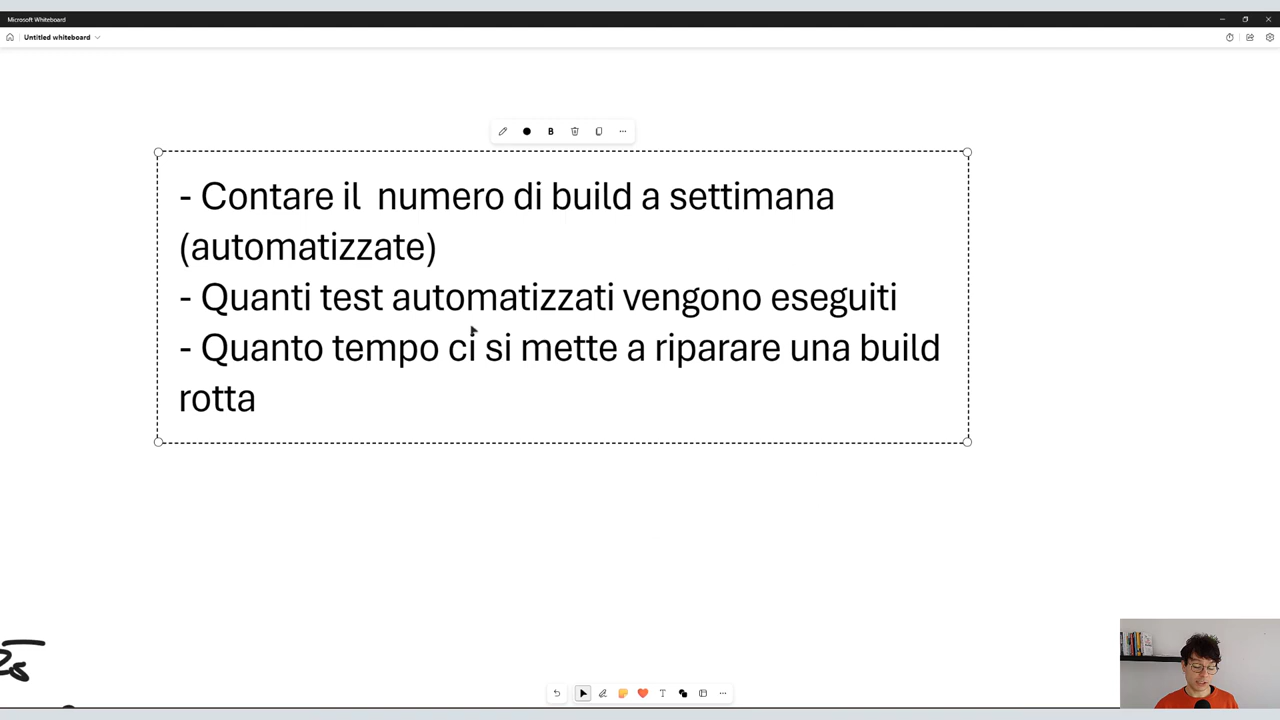 Microsoft Whiteboard
Untitled whiteboard
B
- Contare il  numero di build a settimana
(automatizzate)
- Quanti test automatizzati vengono eseguiti
- Quanto tempo ci si mette a riparare una build
rotta
T